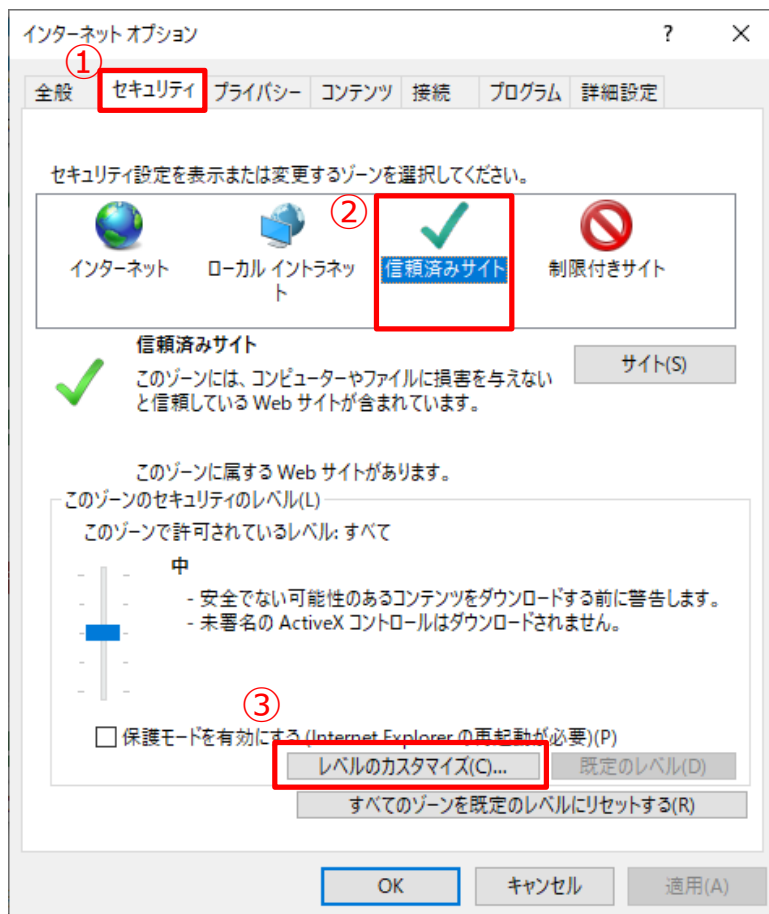 インターネット オプション
?
×
①
全般
セキュリティ
プライバシー
コンテンツ
接続
プログラム
詳細設定
セキュリティ設定を表示または変更するゾーンを選択してください。
②
インターネット
ローカル イントラネッ
ト
信頼済みサイト
制限付きサイト
信頼済みサイト
このゾーンには、コンピューターやファイルに損害を与えない
と信頼している Web サイトが含まれています。
サイト(S)
このゾーンに属する Web サイトがあります。
このゾーンのセキュリティのレベル(L)
このゾーンで許可されているレベル: すべて
中
- 安全でない可能性のあるコンテンツをダウンロードする前に警告します。
- 未署名の ActiveX コントロールはダウンロードされません。
③
保護モードを有効にする (Internet Explorer の再起動が必要)(P)
レベルのカスタマイズ(C)...
既定のレベル(D)
すべてのゾーンを既定のレベルにリセットする(R)
OK
キャンセル
適用(A)